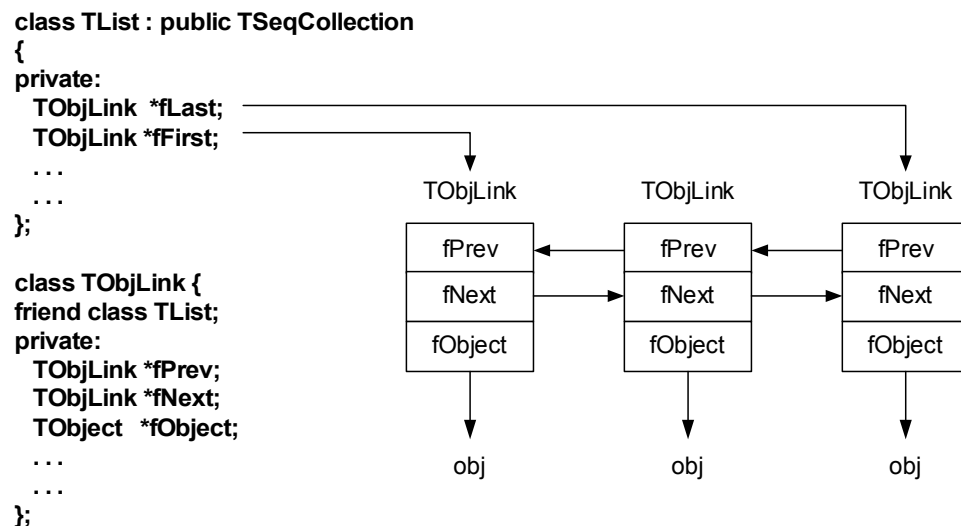 class TList : public TSeqCollection
{
private:
TObjLink *fLast;
TObjLink *fFirst;
. . .
. . .
};
class TObjLink {
friend class TList;
private:
TObjLink *fPrev;
TObjLink *fNext;
TObject *fObject;
. . .
. . .
};
TObjLink TObjLink TObjLink
fPrev fPrev fPrev
fNext fNext fNext
fObject fObject fObject
obj obj obj